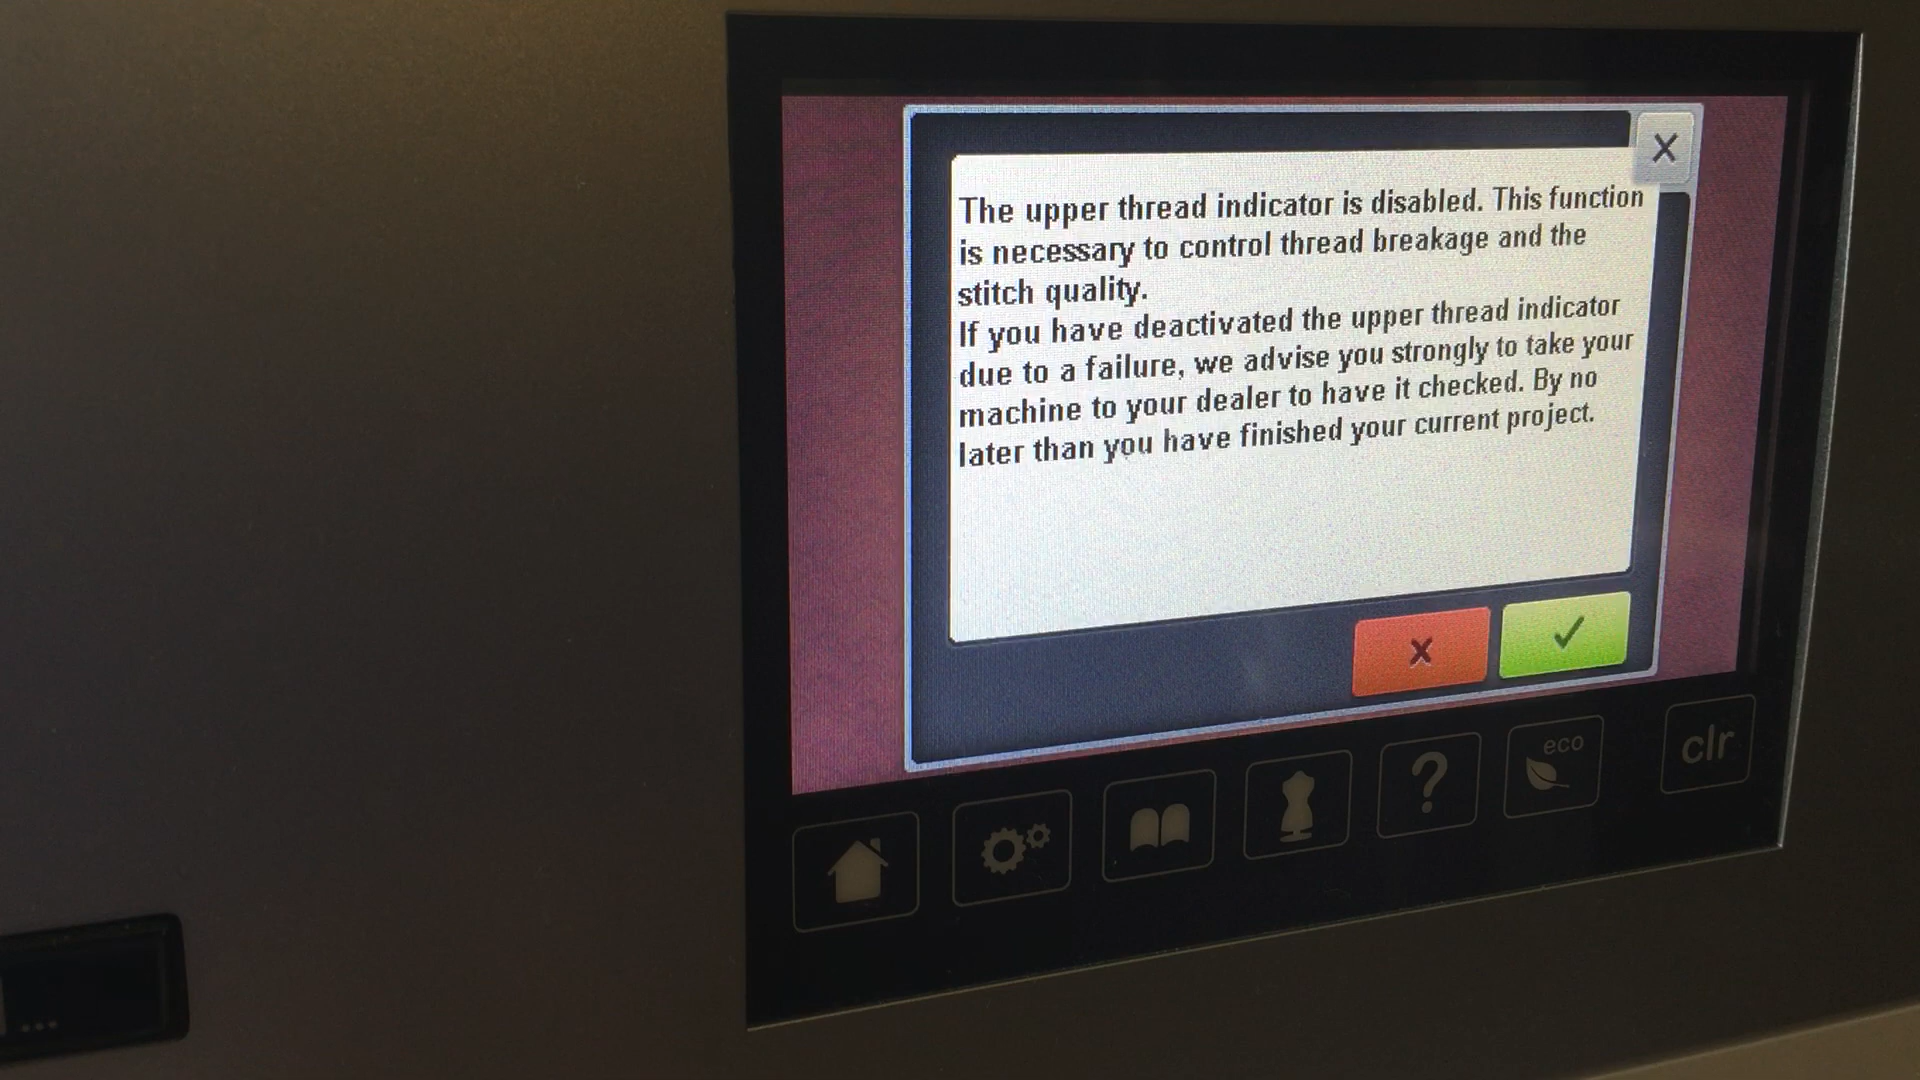 The upper thread indicator is disabled. This function
is necessary to control thread breakage and the
stitch quality.
If you have deactivated the upper thread indicator
due to a failure, we advise you strongly to take your
machine to your dealer to have it checked. By no
later than you have finished your current project.
eco
clr